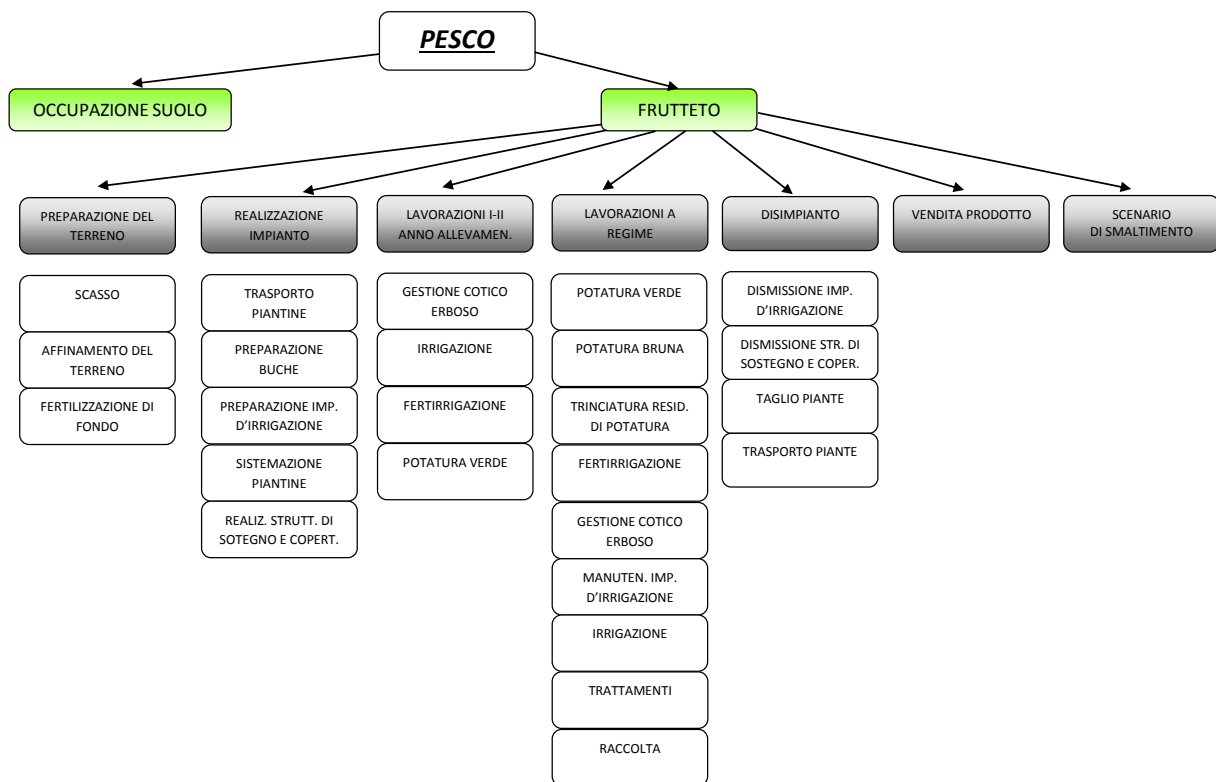 PESCO
OCCUPAZIONE SUOLO
FRUTTETO
PREPARAZIONE DEL
TERRENO
REALIZZAZIONE
IMPIANTO
LAVORAZIONI I-II
ANNO ALLEVAMEN.
LAVORAZIONI A
REGIME
DISIMPIANTO
VENDITA PRODOTTO
SCENARIO
DI SMALTIMENTO
SCASSO
AFFINAMENTO DEL
TERRENO
FERTILIZZAZIONE DI
FONDO
TRASPORTO
PIANTINE
PREPARAZIONE
BUCHE
PREPARAZIONE IMP.
D’IRRIGAZIONE
SISTEMAZIONE
PIANTINE
REALIZ. STRUTT. DI
SOTEGNO E COPERT.
GESTIONE COTICO
ERBOSO
IRRIGAZIONE
FERTIRRIGAZIONE
POTATURA VERDE
POTATURA VERDE
POTATURA BRUNA
TRINCIATURA RESID.
DI POTATURA
FERTIRRIGAZIONE
GESTIONE COTICO
ERBOSO
MANUTEN. IMP.
D’IRRIGAZIONE
IRRIGAZIONE
TRATTAMENTI
RACCOLTA
DISMISSIONE IMP.
D’IRRIGAZIONE
DISMISSIONE STR. DI
SOSTEGNO E COPER.
TAGLIO PIANTE
TRASPORTO PIANTE